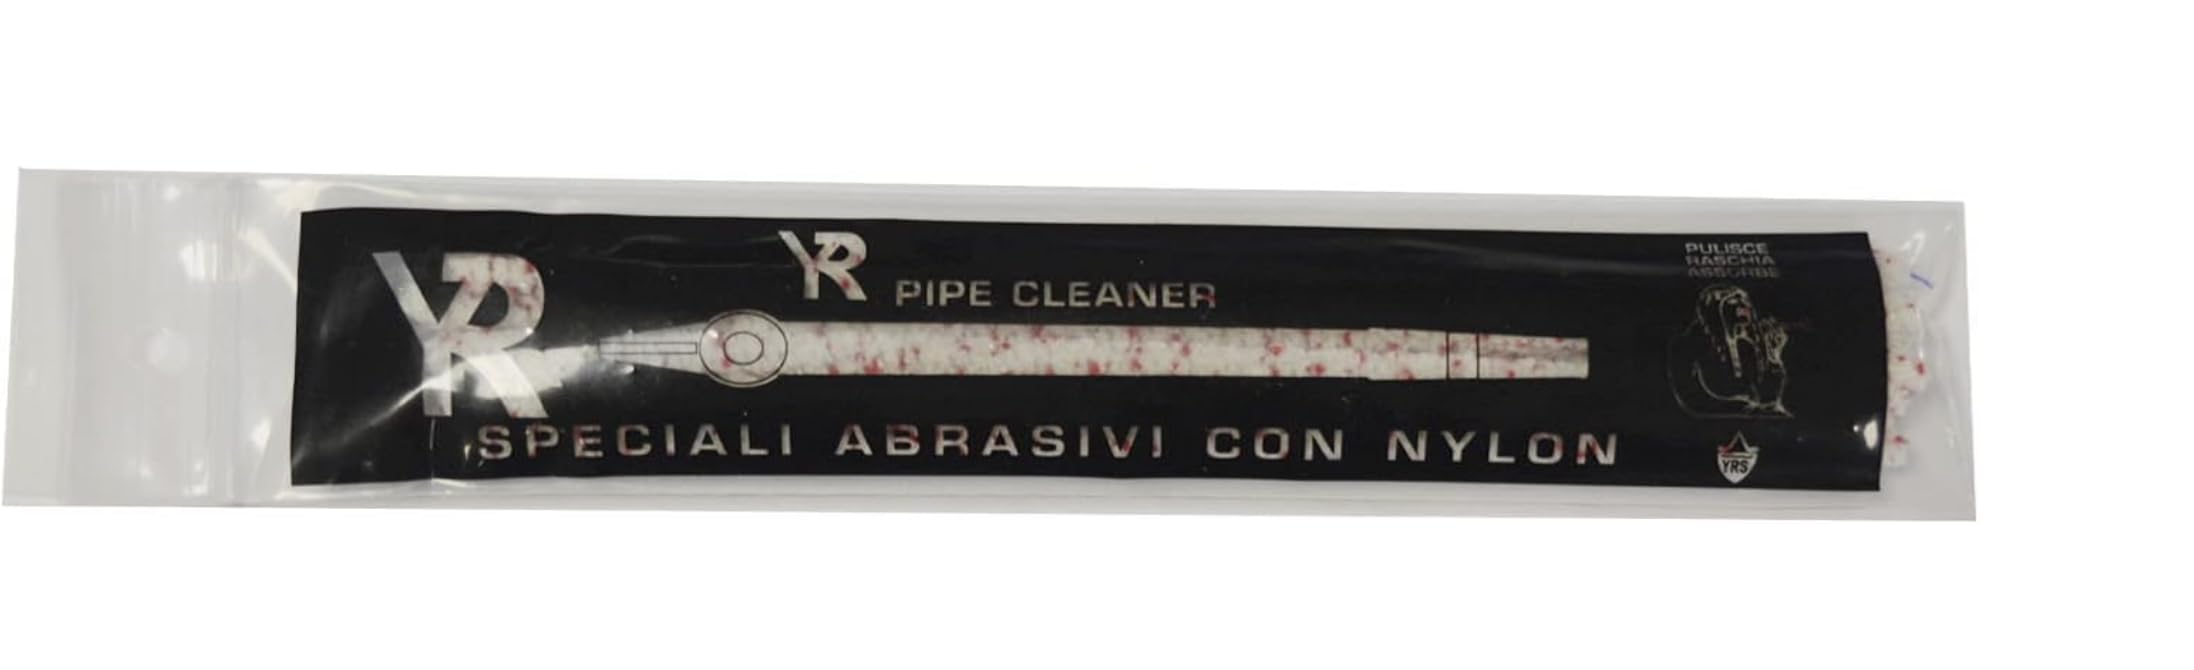 YR
YR PIPE CLEANER
SPECIALI ABRASIVI CON NYLON
PULISCE
RASCHIA
ASSORBE
YRS